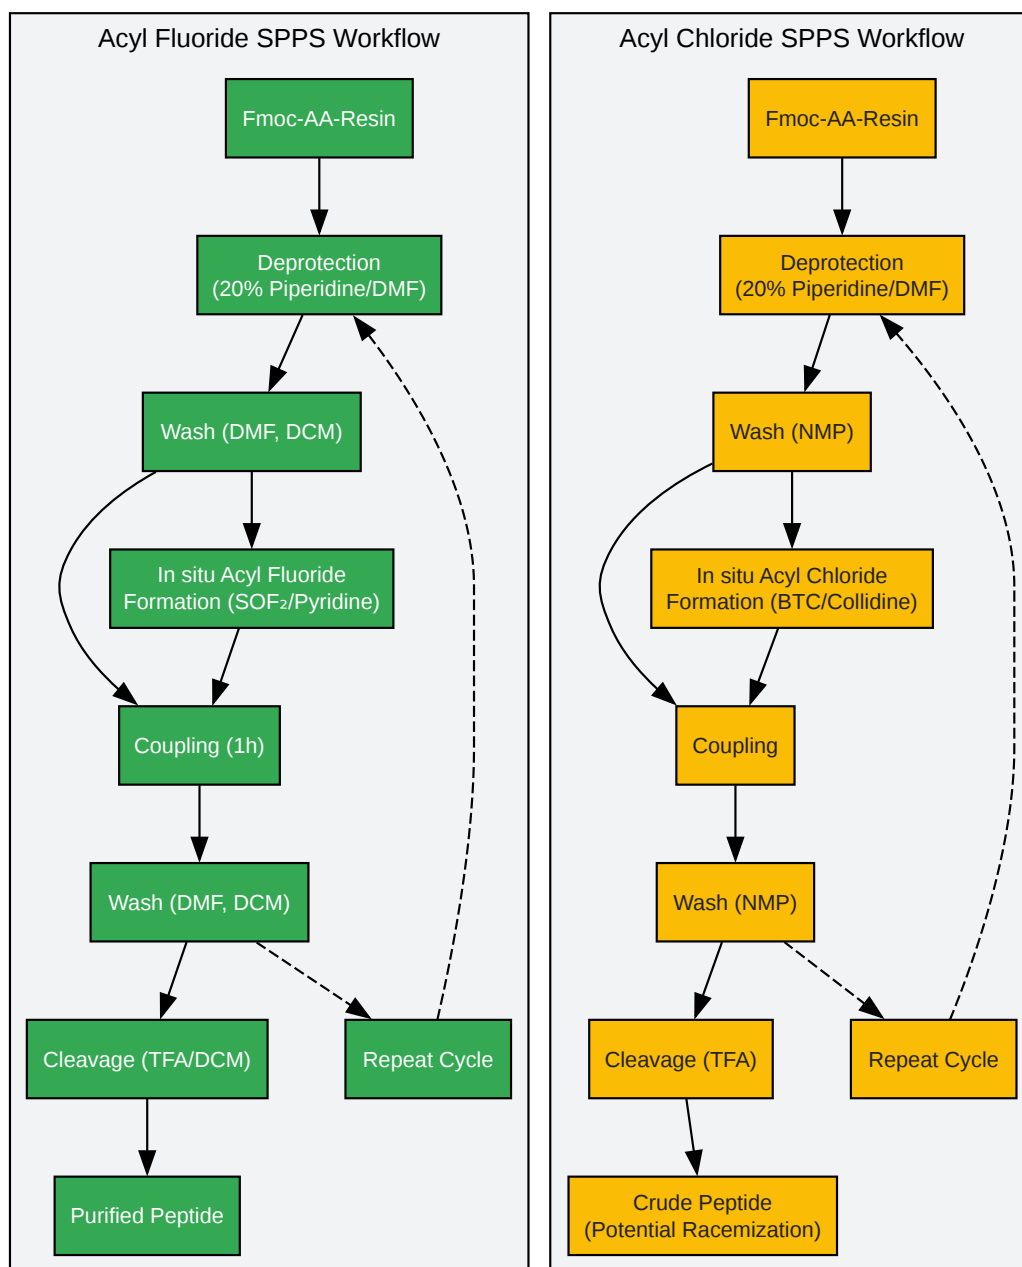 Acyl Fluoride SPPS Workflow
Fmoc-AA-Resin
Deprotection
(20% Piperidine/DMF)
Wash (DMF, DCM)
In situ Acyl Fluoride
Formation (SOF₂/Pyridine)
Coupling (1h)
Wash (DMF, DCM)
Cleavage (TFA/DCM)
Repeat Cycle
Purified Peptide
Acyl Chloride SPPS Workflow
Fmoc-AA-Resin
Deprotection
(20% Piperidine/DMF)
Wash (NMP)
In situ Acyl Chloride
Formation (BTC/Collidine)
Coupling
Wash (NMP)
Cleavage (TFA)
Repeat Cycle
Crude Peptide
(Potential Racemization)